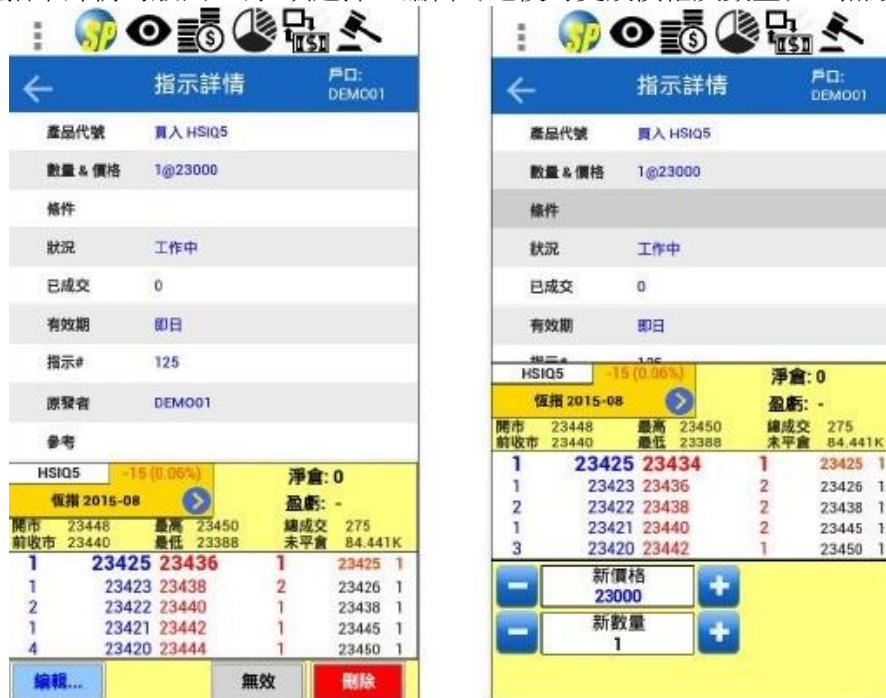 SP
指示詳情
戶口:
DEMO01
產品代號 買入 HSIQ5
數量 & 價格 1@23000
條件
狀況 工作中
已成交 0
有效期 即日
指示# 125
原發者 DEMO01
參考
HSIQ5 -15 (0.06%) 淨倉: 0
恆指 2015-08 盈虧: -
開市 23448 最高 23450 總成交 275
前收市 23440 最低 23388 未平倉 84.441K
1 23425 23436 1 23425 1
1 23423 23438 2 23426 1
2 23422 23440 1 23438 1
1 23421 23442 1 23445 1
4 23420 23444 1 23450 1
編輯... 無效 刪除
SP
指示詳情
戶口:
DEMO01
產品代號 買入 HSIQ5
數量 & 價格 1@23000
條件
狀況 工作中
已成交 0
有效期 即日
HSIQ5 -15 (0.06%) 淨倉: 0
恆指 2015-08 盈虧: -
開市 23448 最高 23450 總成交 275
前收市 23440 最低 23388 未平倉 84.441K
1 23425 23434 1 23425 1
1 23423 23436 2 23426 1
2 23422 23438 2 23438 1
1 23421 23440 2 23445 1
3 23420 23442 1 23450 1
新價格
23000
新數量
1